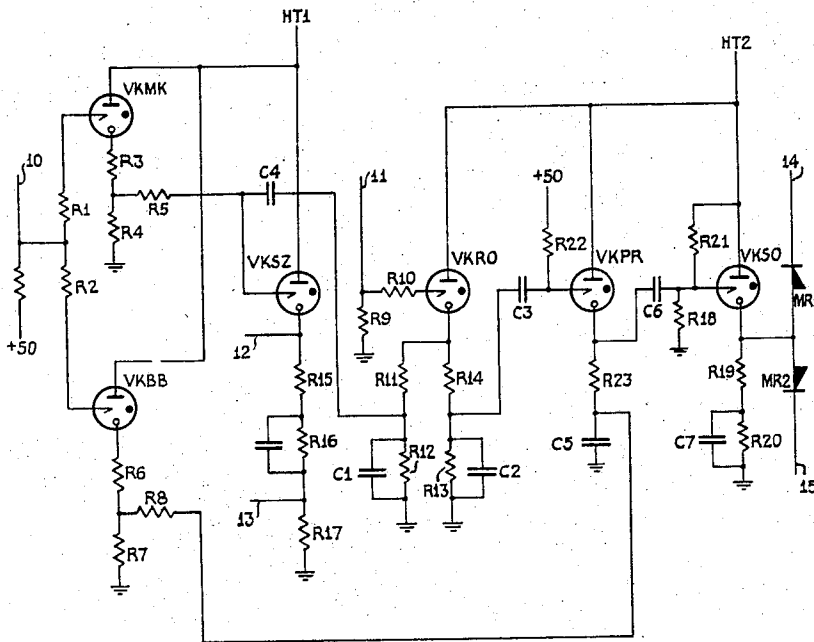 HT1
HT2
VKMK
10
R3
C4
11
+50
14
R1
R5
R4
R22
R21
R2
VKSZ
R10
VKRO
VKPR
VKSO
R9
C3
C6
R18
MR
+50
12
VKBB
R15
R11
R14
R23
R19
MR2
R6
R16
C1
R12
R13
C2
C5
C7
R20
R8
13
R7
R17
15